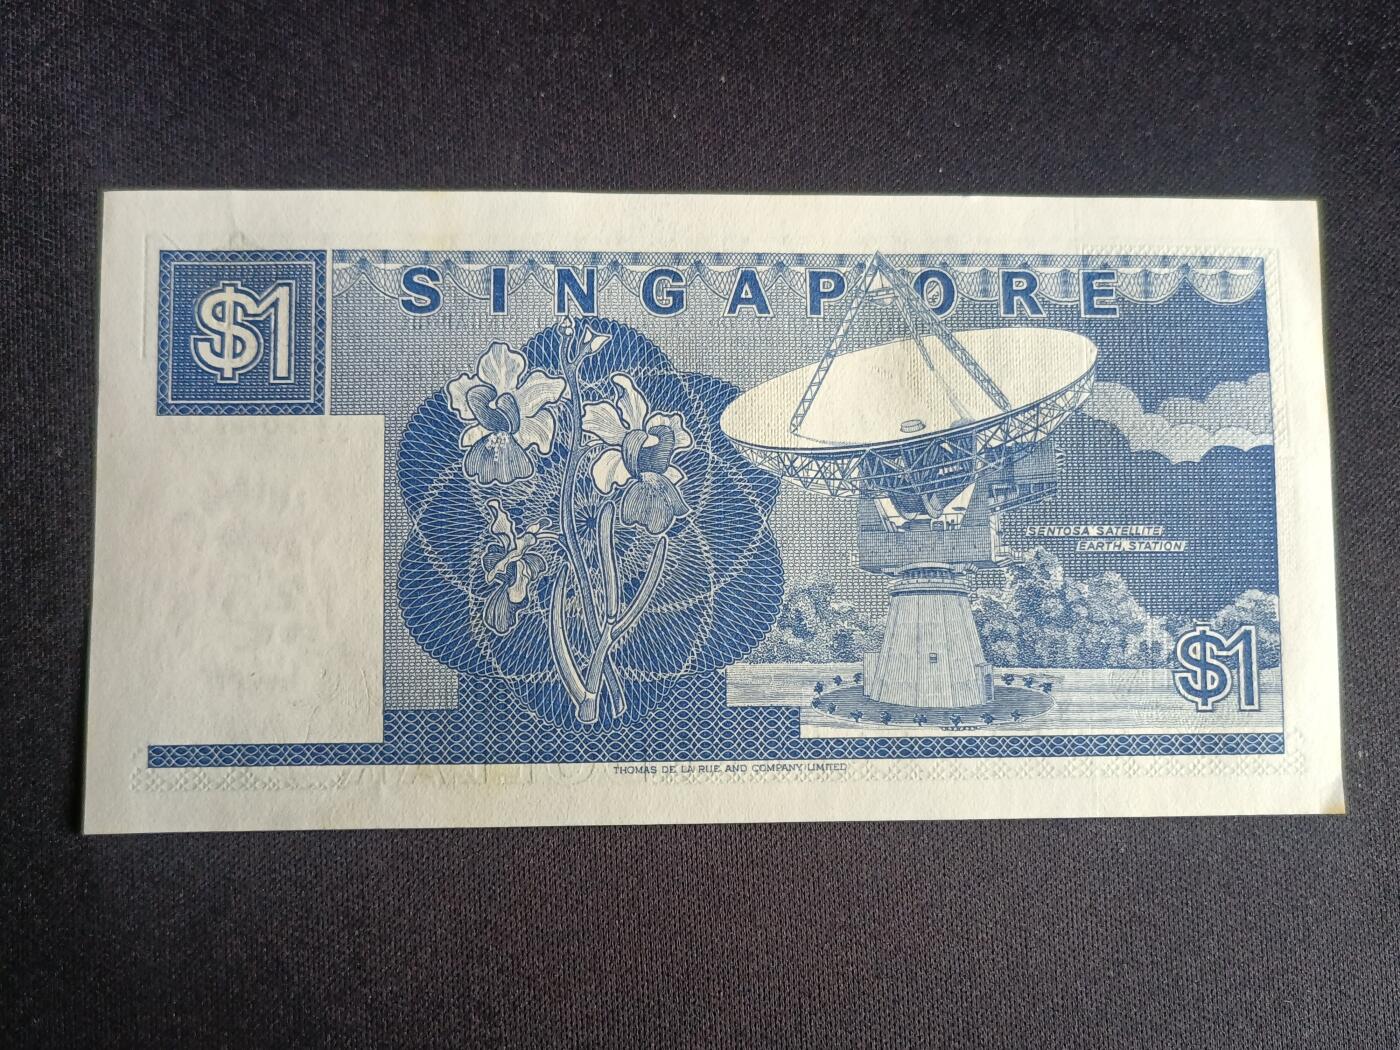 $1
SINGAPORE
SENTOSA SATELLITE
EARTH STATION
$1
THOMAS DE LA RUE AND COMPANY LIMITED